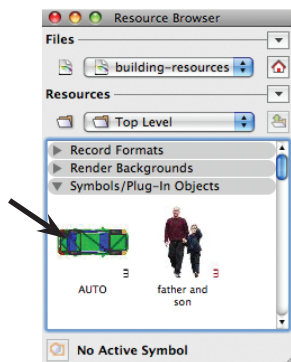 Resource Browser
Files
building-resources
Resources
Top Level
Record Formats
Render Backgrounds
Symbols/Plug-In Objects
AUTO
father and
son
No Active Symbol